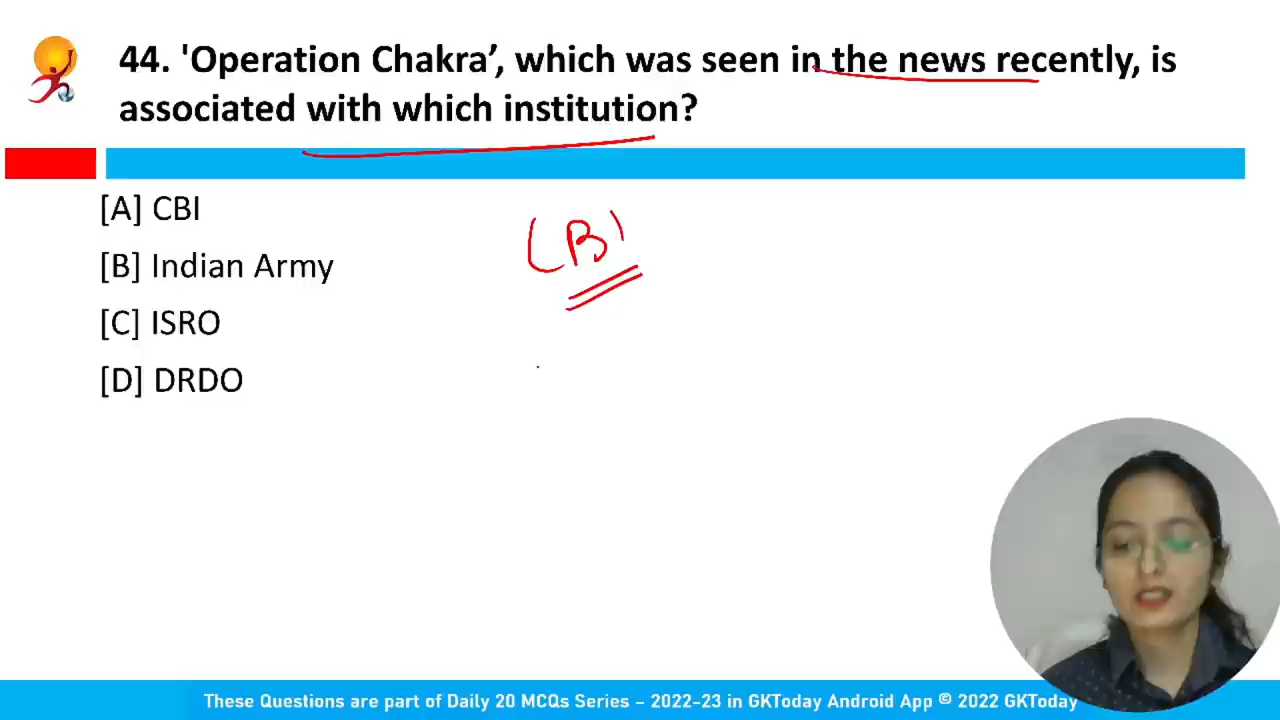 44. 'Operation Chakra’, which was seen in the news recently, is
associated with which institution?
[A] CBI
(B)
[B] Indian Army
[C] ISRO
[D] DRDO
These Questions are part of Daily 20 MCQs Series – 2022-23 in GKToday Android App © 2022 GKToday